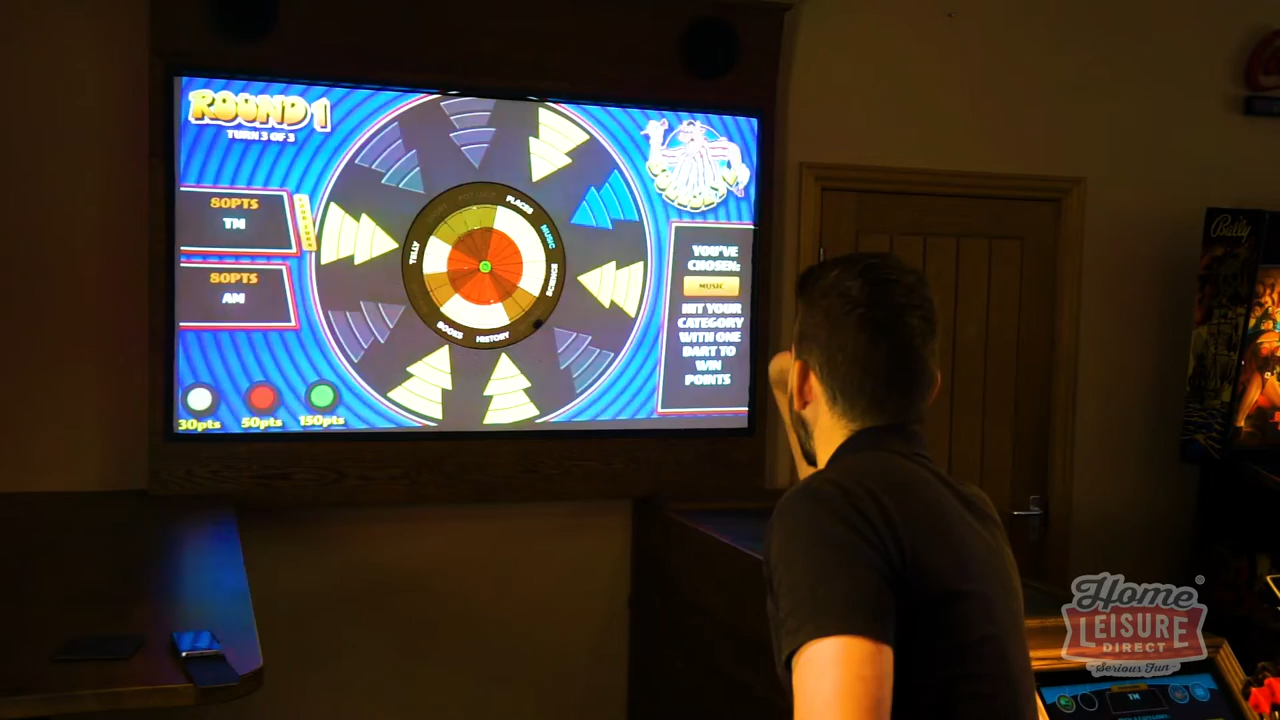 ROUND 1
TURN 3 OF 3
80PTS
TM
80PTS
AM
30pts
50pts
150pts
PLACES
MUSIC
SCIENCE
HISTORY
BOOKS
TELLY
YOU'VE
CHOSEN:
MUSIC
HIT YOUR
CATEGORY
WITH ONE
DART TO
WIN
POINTS
Bally
Home
LEISURE
DIRECT
Serious Fun
TM